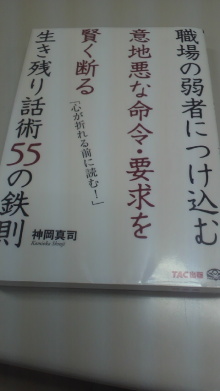 職場の弱者につけ込む
意地悪な命令・要求を
賢く断る
「心が折れる前に読む!」
生き残り話術55の鉄則
神岡真司
Kamioka Shinji
TAC出版